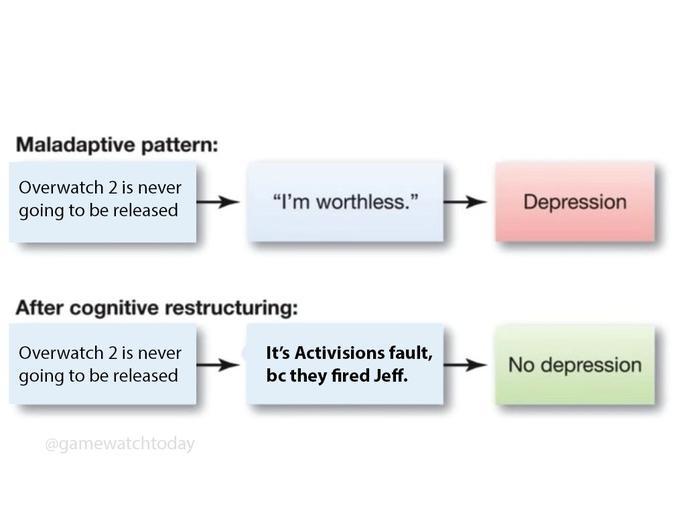 Maladaptive pattern:
Overwatch 2 is never
going to be released
“I’m worthless.”
Depression
After cognitive restructuring:
Overwatch 2 is never
going to be released
It’s Activisions fault,
bc they fired Jeff.
No depression
@gamewatchtoday